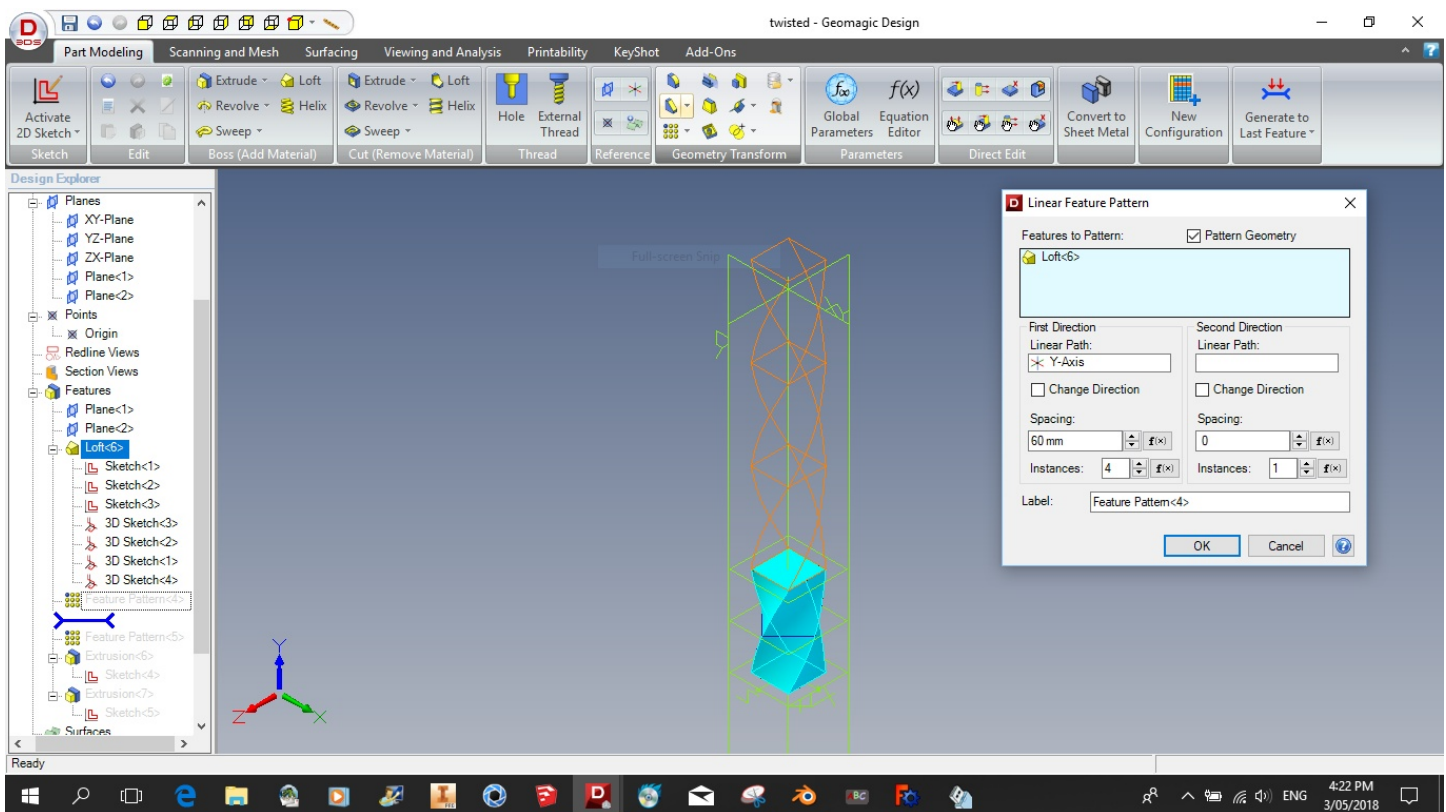 twisted - Geomagic Design
D
3DS
Part Modeling Scanning and Mesh Surfacing Viewing and Analysis Printability KeyShot Add-Ons
Activate
2D Sketch
Sketch
Edit
Extrude Loft
Revolve Helix
Sweep
Boss (Add Material)
Extrude Loft
Revolve Helix
Sweep
Cut (Remove Material)
Hole External
Thread
Thread
Reference
Geometry Transform
Global
Parameters
f(x) Equation
Editor
Parameters
Direct Edit
Convert to
Sheet Metal
New
Configuration
Generate to
Last Feature
Design Explorer
Planes
XY-Plane
YZ-Plane
ZX-Plane
Plane<1>
Plane<2>
Points
Origin
Redline Views
Section Views
Features
Plane<1>
Plane<2>
Loft<6>
Sketch<1>
Sketch<2>
Sketch<3>
3D Sketch<3>
3D Sketch<2>
3D Sketch<1>
3D Sketch<4>
Feature Pattern<4>
Feature Pattern<5>
Extrusion<6>
Sketch<4>
Extrusion<7>
Sketch<5>
Surfaces
Full-screen Snip
Y
Z
X
Linear Feature Pattern
Features to Pattern: Pattern Geometry
Loft<6>
First Direction
Linear Path:
Y-Axis
Change Direction
Spacing:
60 mm f(x)
Instances: 4 f(x)
Second Direction
Linear Path:
Change Direction
Spacing:
0 f(x)
Instances: 1 f(x)
Label: Feature Pattern<4>
OK Cancel
Ready
ENG
4:22 PM
3/05/2018